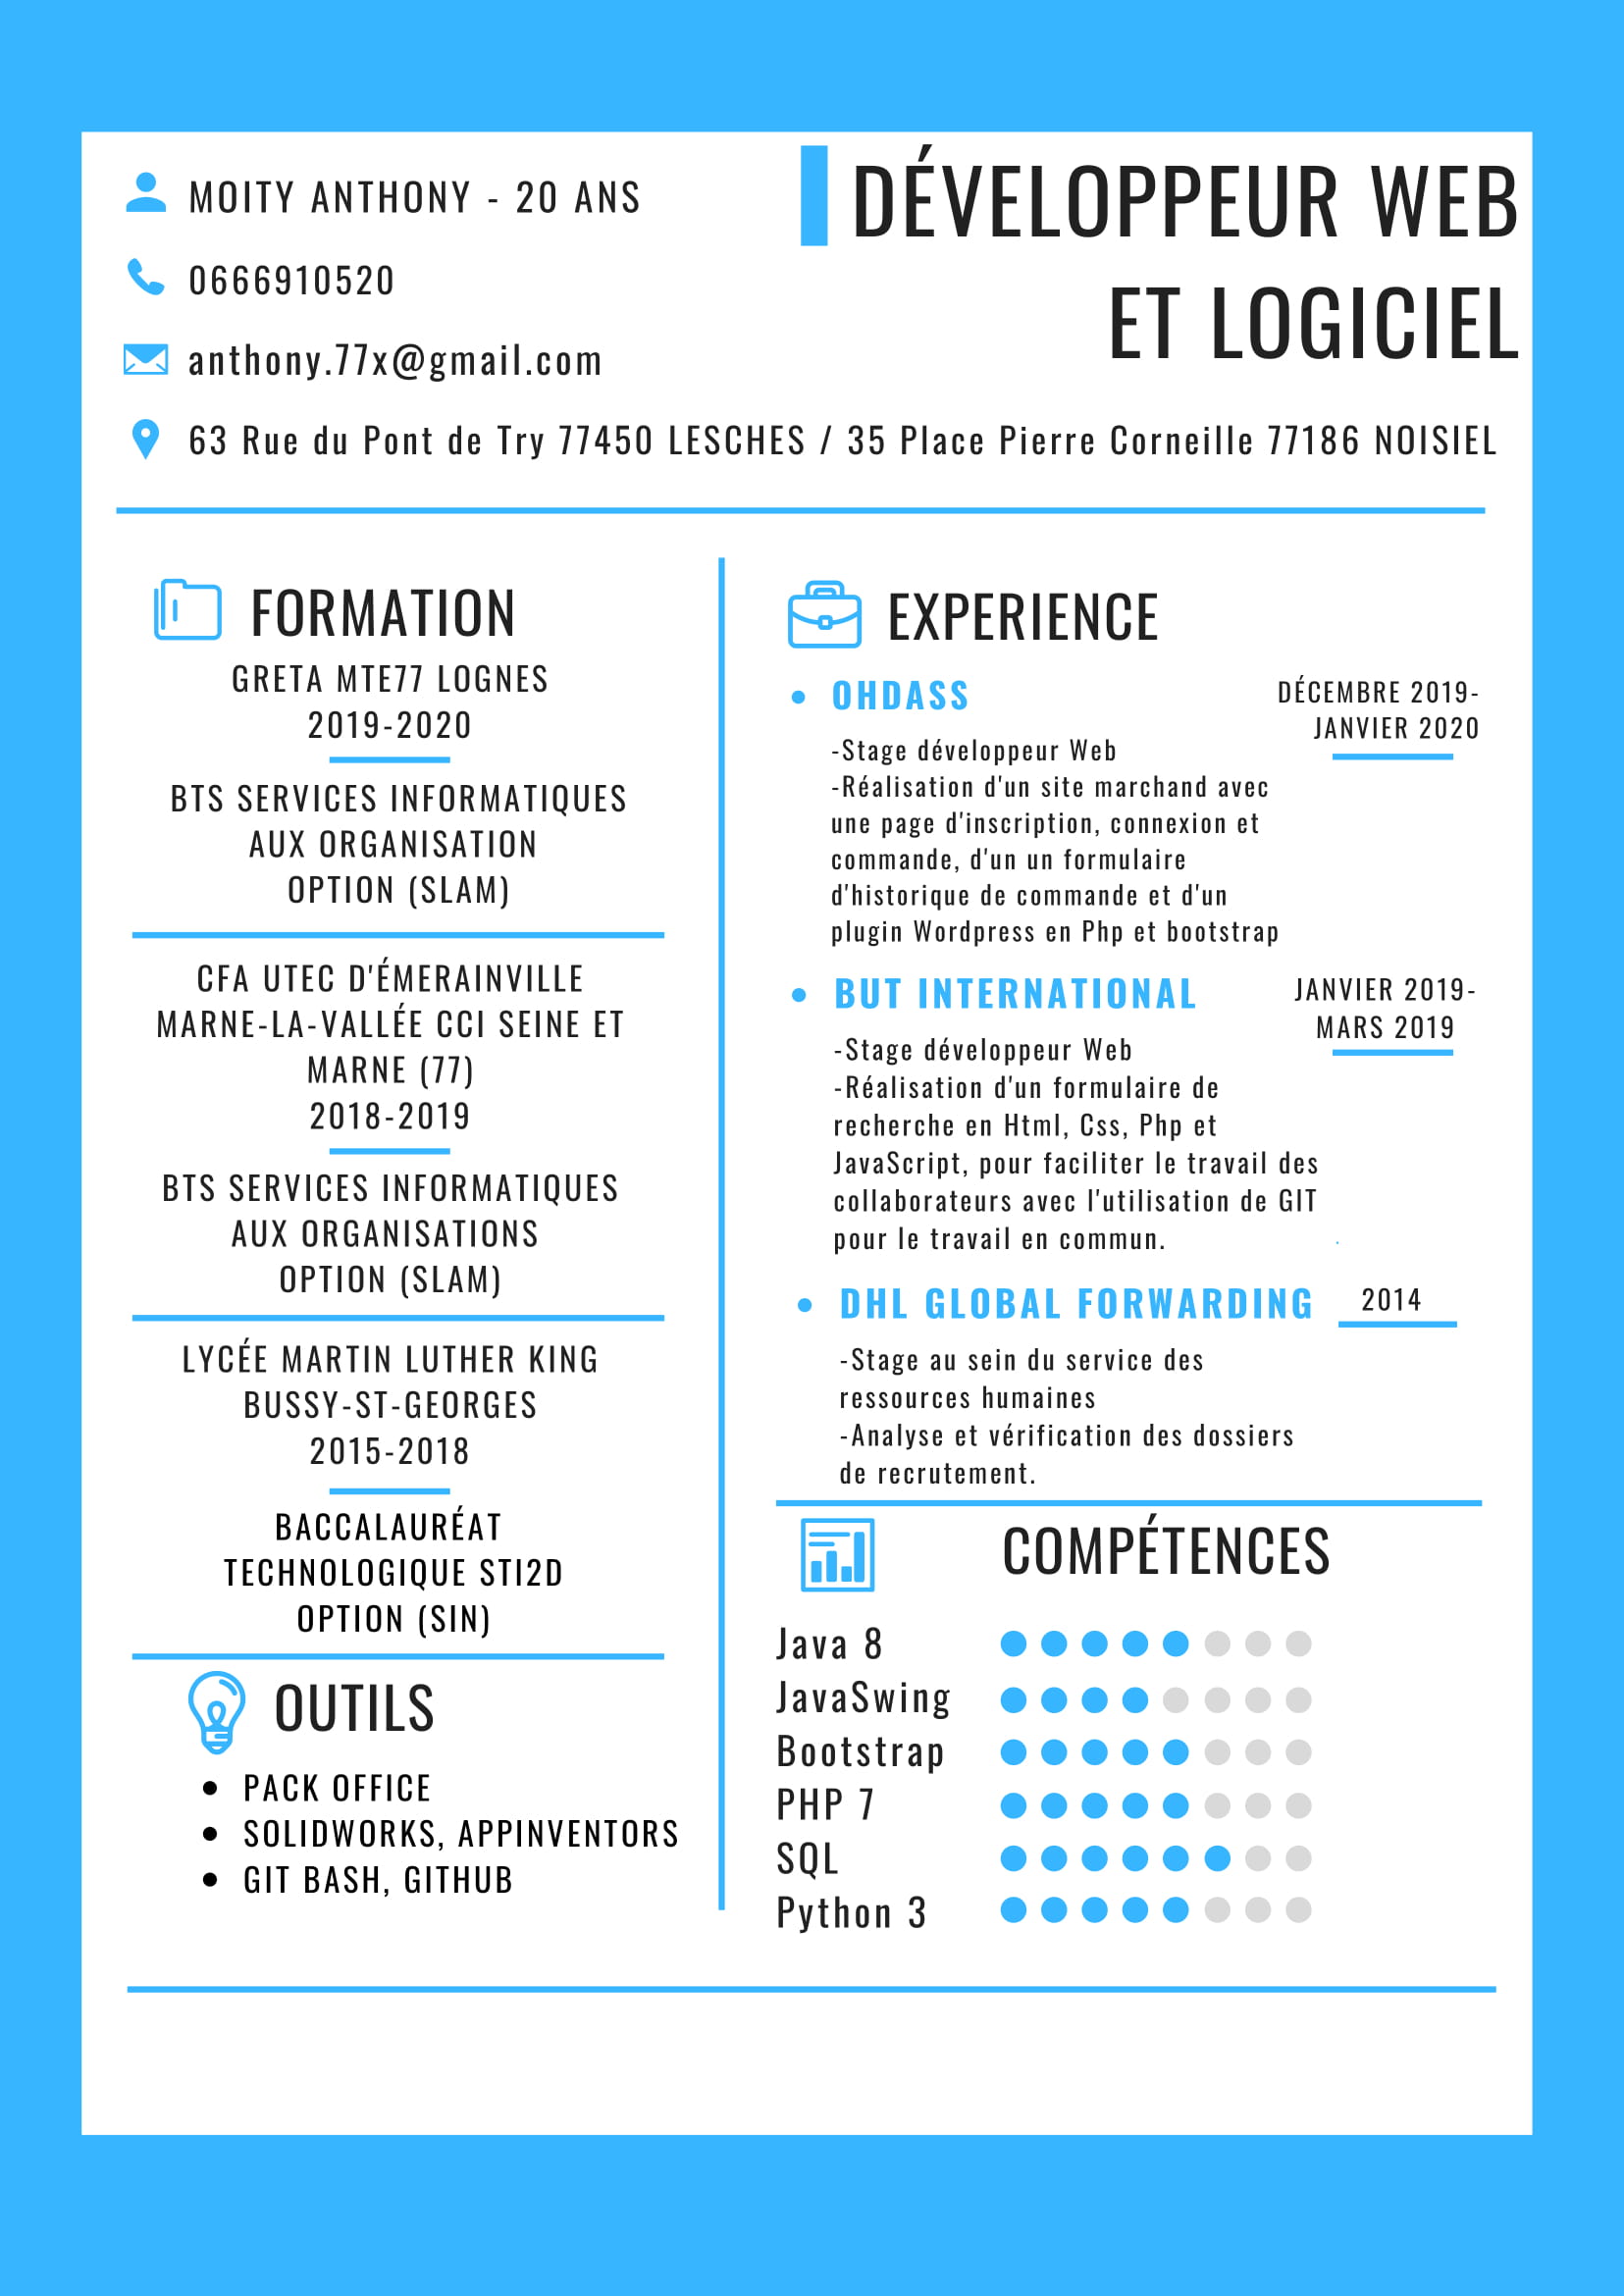 MOITY ANTHONY - 20 ANS
0666910520
anthony.77x@gmail.com
63 Rue du Pont de Try 77450 LESCHES / 35 Place Pierre Corneille 77186 NOISIEL
DÉVELOPPEUR WEB
ET LOGICIEL
FORMATION
GRETA MTE77 LOGNES
2019-2020
BTS SERVICES INFORMATIQUES
AUX ORGANISATION
OPTION (SLAM)
CFA UTEC D'ÉMERAINVILLE
MARNE-LA-VALLÉE CCI SEINE ET
MARNE (77)
2018-2019
BTS SERVICES INFORMATIQUES
AUX ORGANISATIONS
OPTION (SLAM)
LYCÉE MARTIN LUTHER KING
BUSSY-ST-GEORGES
2015-2018
BACCALAURÉAT
TECHNOLOGIQUE STI2D
OPTION (SIN)
OUTILS
• PACK OFFICE
• SOLIDWORKS, APPINVENTORS
• GIT BASH, GITHUB
EXPERIENCE
• OHDASS
DÉCEMBRE 2019-
JANVIER 2020
-Stage développeur Web
-Réalisation d'un site marchand avec
une page d'inscription, connexion et
commande, d'un un formulaire
d'historique de commande et d'un
plugin Wordpress en Php et bootstrap
• BUT INTERNATIONAL
JANVIER 2019-
MARS 2019
-Stage développeur Web
-Réalisation d'un formulaire de
recherche en Html, Css, Php et
JavaScript, pour faciliter le travail des
collaborateurs avec l'utilisation de GIT
pour le travail en commun.
• DHL GLOBAL FORWARDING
2014
-Stage au sein du service des
ressources humaines
-Analyse et vérification des dossiers
de recrutement.
COMPÉTENCES
Java 8
JavaSwing
Bootstrap
PHP 7
SQL
Python 3